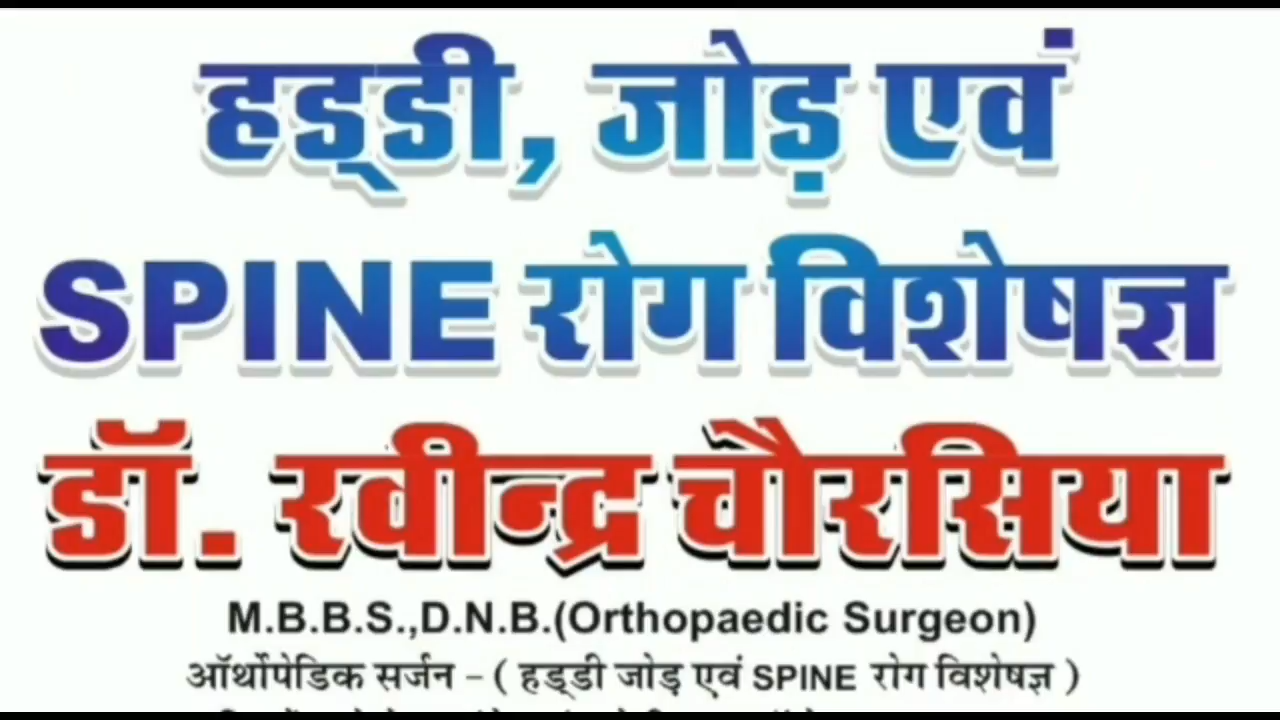 हड्डी, जोड़ एवं
SPINE रोग विशेषज्ञ
डॉ. रवीन्द्र चौरसिया
M.B.B.S.,D.N.B.(Orthopaedic Surgeon)
ऑर्थोपेडिक सर्जन - ( हड्डी जोड़ एवं SPINE रोग विशेषज्ञ )